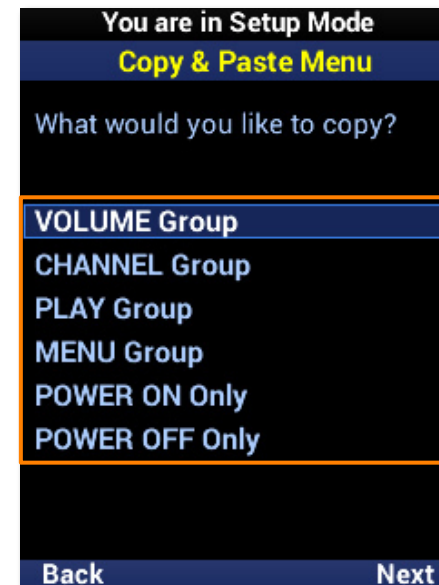 You are in Setup Mode
Copy & Paste Menu
What would you like to copy?
VOLUME Group
CHANNEL Group
PLAY Group
MENU Group
POWER ON Only
POWER OFF Only
Back Next